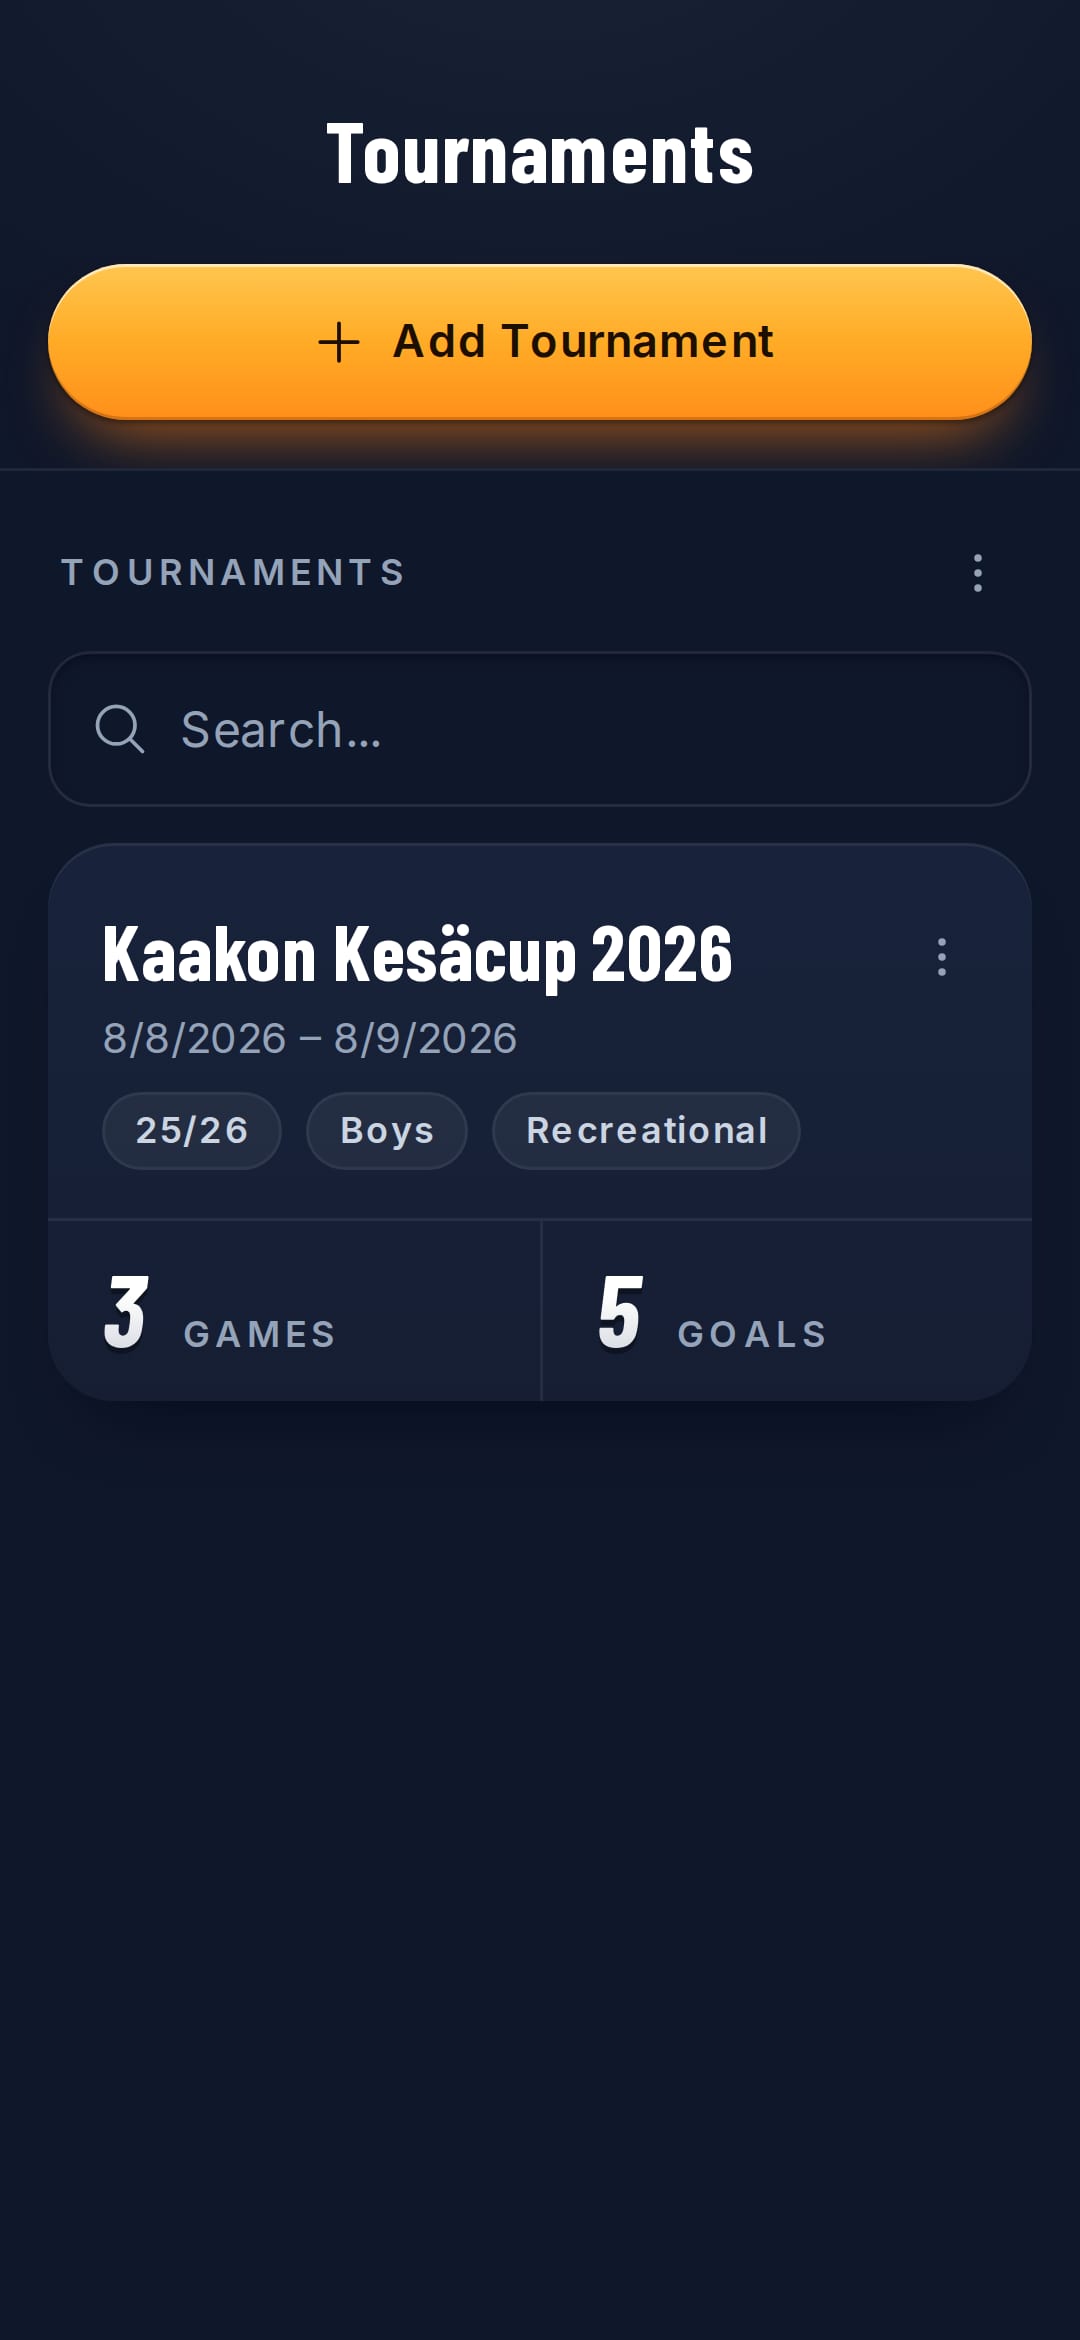 Tournaments
Add Tournament
TOURNAMENTS
Search...
Kaakon Kesäcup 2026
8/8/2026 – 8/9/2026
25/26 Boys Recreational
3 GAMES 5 GOALS